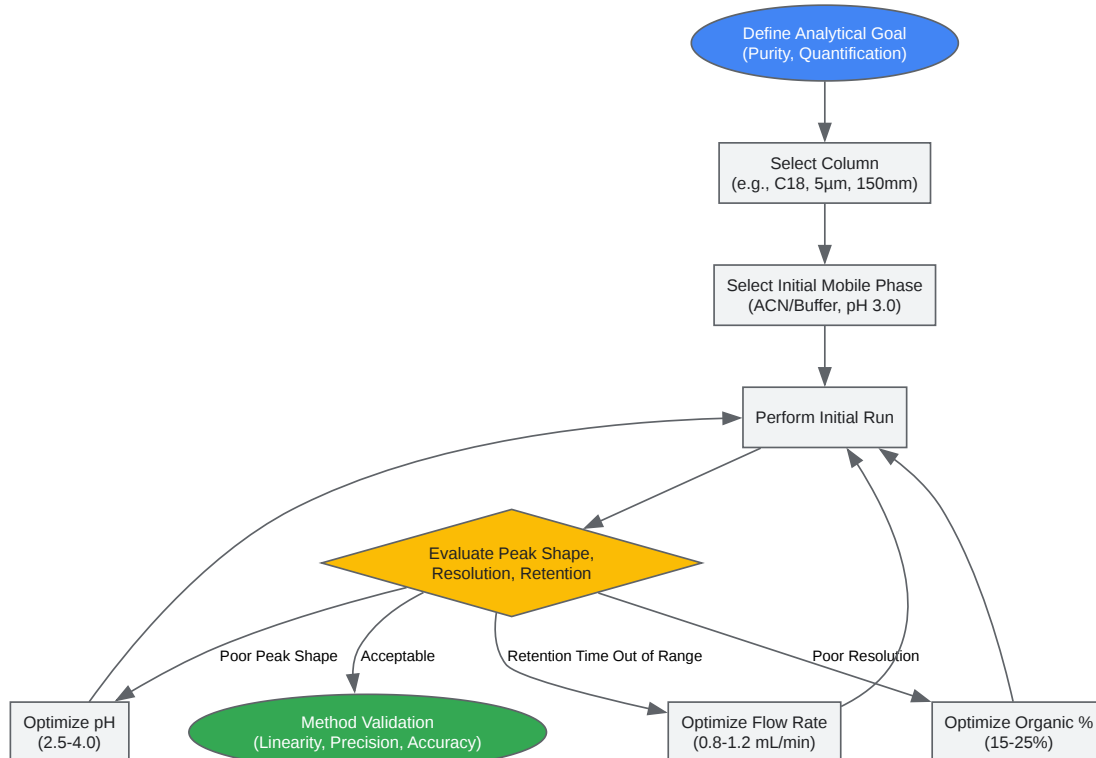 Define Analytical Goal
(Purity, Quantification)
Select Column
(e.g., C18, 5µm, 150mm)
Select Initial Mobile Phase
(ACN/Buffer, pH 3.0)
Perform Initial Run
Evaluate Peak Shape,
Resolution, Retention
Poor Peak Shape
Acceptable
Retention Time Out of Range
Poor Resolution
Optimize pH
(2.5-4.0)
Method Validation
(Linearity, Precision, Accuracy)
Optimize Flow Rate
(0.8-1.2 mL/min)
Optimize Organic %
(15-25%)